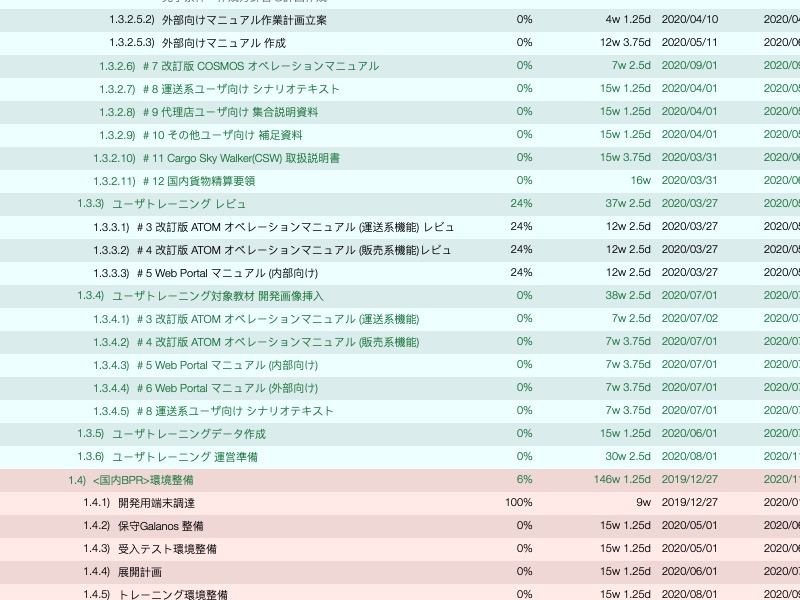 1.3.2.5.2) 外部向けマニュアル作業計画立案 0% 4w 1.25d 2020/04/10 2020/04
1.3.2.5.3) 外部向けマニュアル 作成 0% 12w 3.75d 2020/05/11 2020/06
1.3.2.6) #7 改訂版 COSMOS オペレーションマニュアル 0% 7w 2.5d 2020/09/01 2020/09
1.3.2.7) #8 運送系ユーザ向け シナリオテキスト 0% 15w 1.25d 2020/04/01 2020/05
1.3.2.8) #9 代理店ユーザ向け 集合説明資料 0% 15w 1.25d 2020/04/01 2020/05
1.3.2.9) #10 その他ユーザ向け 補足資料 0% 15w 1.25d 2020/04/01 2020/05
1.3.2.10) #11 Cargo Sky Walker(CSW) 取扱説明書 0% 15w 3.75d 2020/03/31 2020/06
1.3.2.11) #12 国内貨物精算要領 0% 16w 2020/03/31 2020/06
1.3.3) ユーザトレーニング レビュ 24% 37w 2.5d 2020/03/27 2020/05
1.3.3.1) #3 改訂版 ATOM オペレーションマニュアル (運送系機能) レビュ 24% 12w 2.5d 2020/03/27 2020/05
1.3.3.2) #4 改訂版 ATOM オペレーションマニュアル (販売系機能)レビュ 24% 12w 2.5d 2020/03/27 2020/05
1.3.3.3) #5 Web Portal マニュアル (内部向け) 24% 12w 2.5d 2020/03/27 2020/05
1.3.4) ユーザトレーニング対象教材 開発画像挿入 0% 38w 2.5d 2020/07/01 2020/07
1.3.4.1) #3 改訂版 ATOM オペレーションマニュアル (運送系機能) 0% 7w 2.5d 2020/07/02 2020/07
1.3.4.2) #4 改訂版 ATOM オペレーションマニュアル (販売系機能) 0% 7w 3.75d 2020/07/01 2020/07
1.3.4.3) #5 Web Portal マニュアル (内部向け) 0% 7w 3.75d 2020/07/01 2020/07
1.3.4.4) #6 Web Portal マニュアル (外部向け) 0% 7w 3.75d 2020/07/01 2020/07
1.3.4.5) #8 運送系ユーザ向け シナリオテキスト 0% 7w 3.75d 2020/07/01 2020/07
1.3.5) ユーザトレーニングデータ作成 0% 15w 1.25d 2020/06/01 2020/07
1.3.6) ユーザトレーニング 運営準備 0% 30w 2.5d 2020/08/01 2020/11
1.4) <国内BPR>環境整備 6% 146w 1.25d 2019/12/27 2020/11
1.4.1) 開発用端末調達 100% 9w 2019/12/27 2020/01
1.4.2) 保守Galanos 整備 0% 15w 1.25d 2020/05/01 2020/06
1.4.3) 受入テスト環境整備 0% 15w 1.25d 2020/05/01 2020/06
1.4.4) 展開計画 0% 15w 1.25d 2020/06/01 2020/07
1.4.5) トレーニング環境整備 0% 15w 1.25d 2020/08/01 2020/09